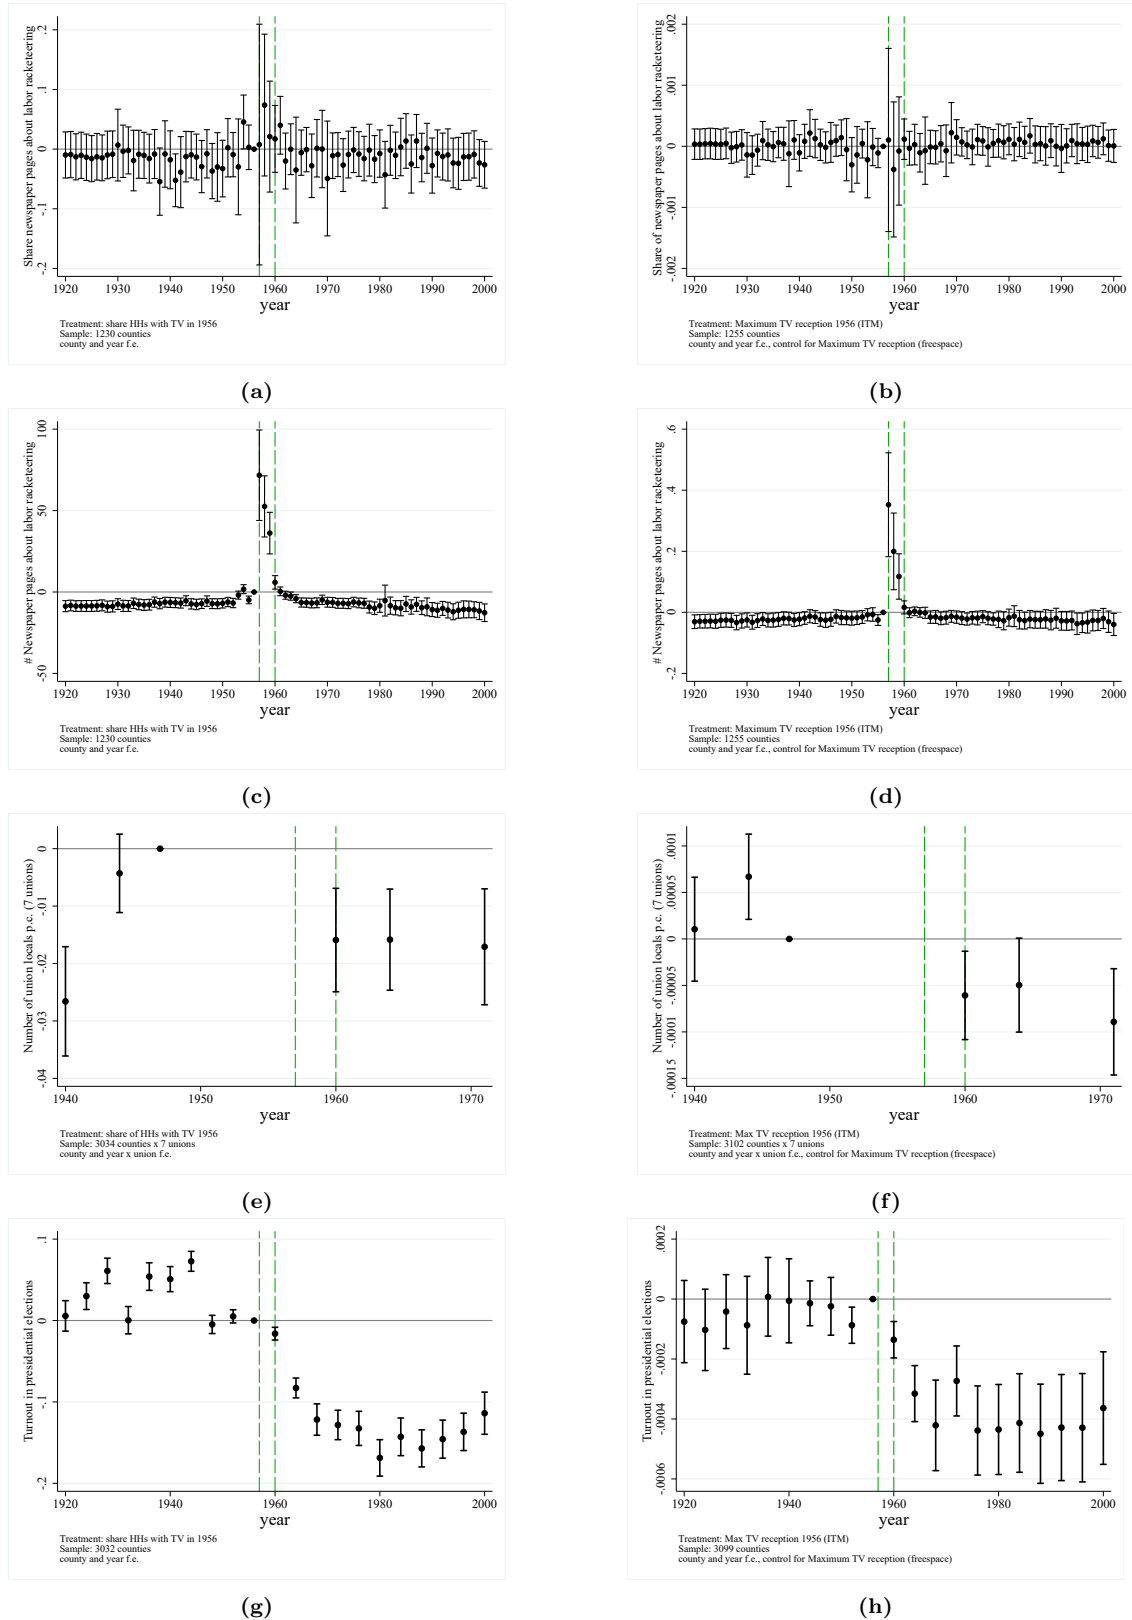 Share newspaper pages about labor racketeering
.2
.1
0
-.1
-.2
1920 1930 1940 1950 1960 1970 1980 1990 2000
year
Treatment: share HHs with TV in 1956
Sample: 1230 counties
county and year f.e.
(a)
Share of newspaper pages about labor racketeering
.002
.001
0
-.001
-.002
1920 1930 1940 1950 1960 1970 1980 1990 2000
year
Treatment: Maximum TV reception 1956 (ITM)
Sample: 1255 counties
county and year f.e., control for Maximum TV reception (freespace)
(b)
# Newspaper pages about labor racketeering
100
50
0
-50
1920 1930 1940 1950 1960 1970 1980 1990 2000
year
Treatment: share HHs with TV in 1956
Sample: 1230 counties
county and year f.e.
(c)
# Newspaper pages about labor racketeering
.6
.4
.2
0
-.2
1920 1930 1940 1950 1960 1970 1980 1990 2000
year
Treatment: Maximum TV reception 1956 (ITM)
Sample: 1255 counties
county and year f.e., control for Maximum TV reception (freespace)
(d)
Number of union locals p.c. (7 unions)
0
-.01
-.02
-.03
-.04
1940 1950 1960 1970
year
Treatment: share of HHs with TV 1956
Sample: 3034 counties x 7 unions
county and year x union f.e.
(e)
Number of union locals p.c. (7 unions)
.0001
.00005
0
-.00005
-.0001
-.00015
1940 1950 1960 1970
year
Treatment: Max TV reception 1956 (ITM)
Sample: 3102 counties x 7 unions
county and year x union f.e., control for Maximum TV reception (freespace)
(f)
Turnout in presidential elections
.1
0
-.1
-.2
1920 1940 1960 1980 2000
year
Treatment: share HHs with TV in 1956
Sample: 3032 counties
county and year f.e.
(g)
Turnout in presidential elections
.0002
0
-.0002
-.0004
-.0006
1920 1940 1960 1980 2000
year
Treatment: Max TV reception 1956 (ITM)
Sample: 3099 counties
county and year f.e., control for Maximum TV reception (freespace)
(h)